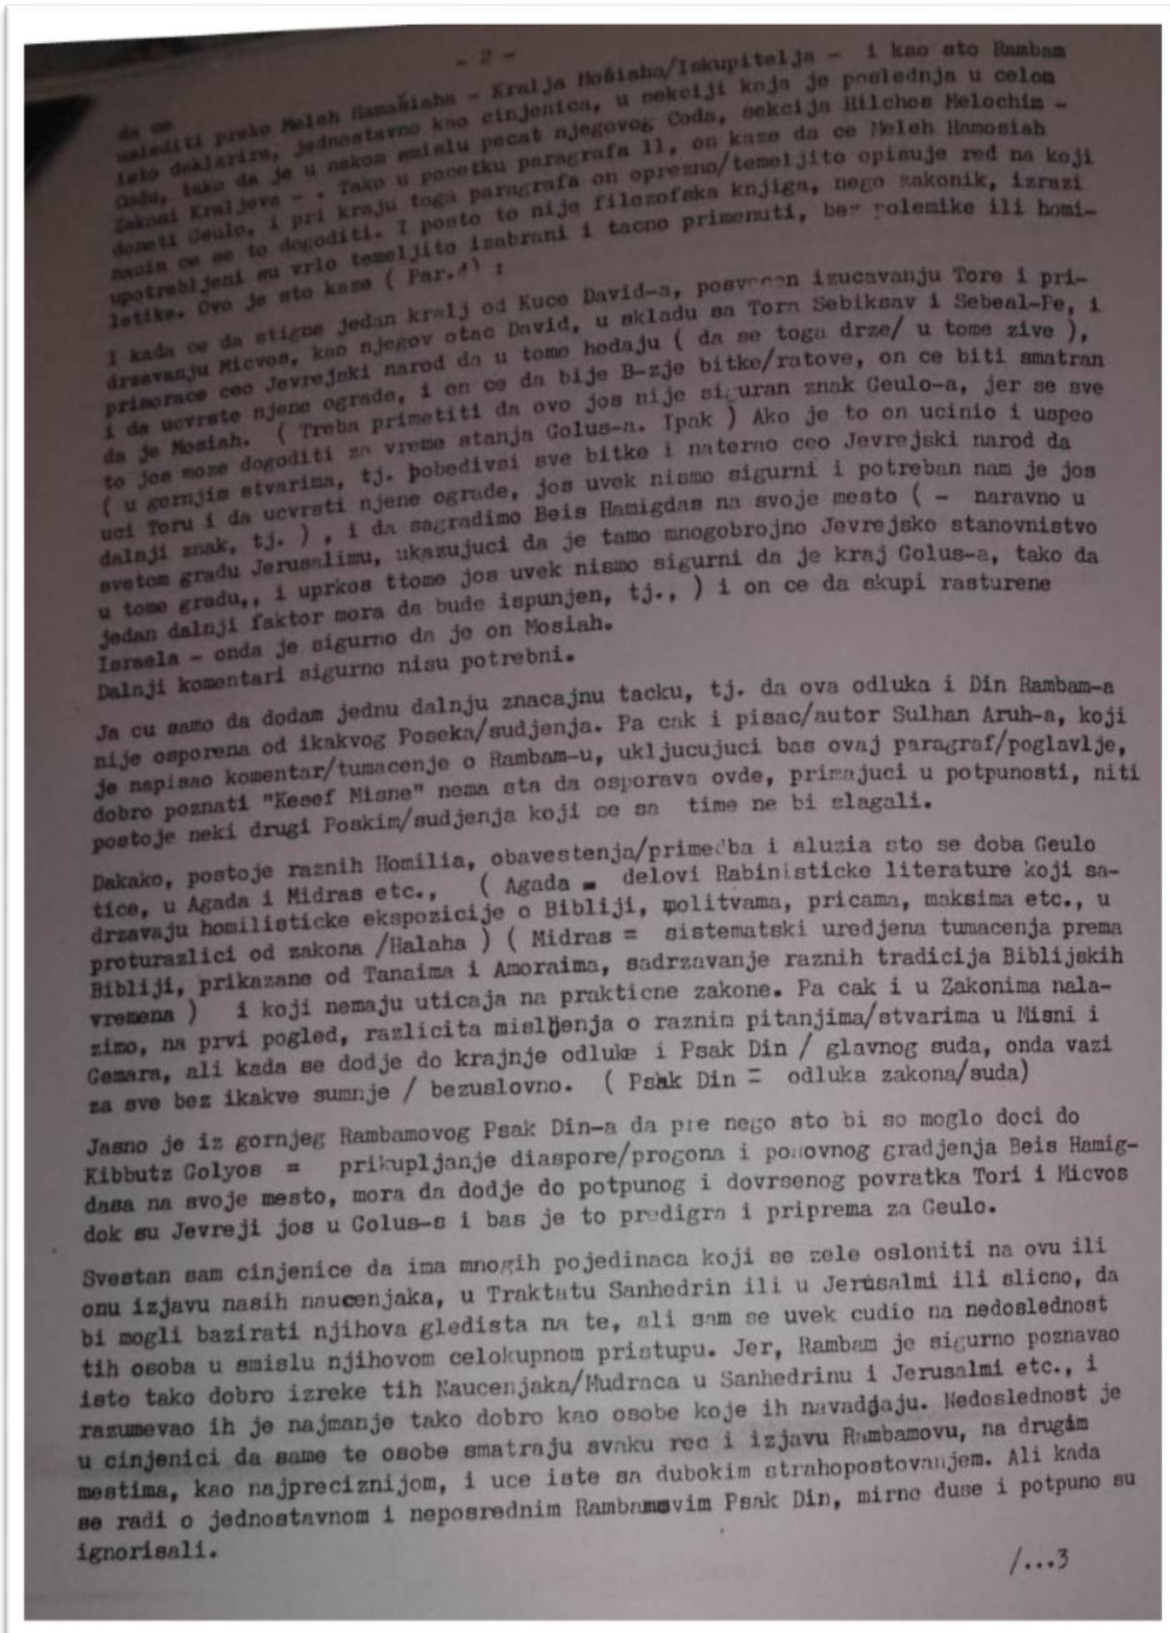 - 2 -
da ce
uslediti preko Meleh Hamašiaha - Kralja Mošiaha/Iskupitelja - i kao sto Rambam
isto deklarire, jednostavno kao cinjenica, u sekciji koja je poslednja u celom
Codu, tako da je u nekom smislu pecat njegovog Coda, sekcija Hilchos Melochim -
Zakoni Kraljeva - . Tako u pocetku paragrafa 11, on kaze da ce Meleh Hamosiah
doneti Geulo, i pri kraju toga paragrafa on oprezno/temeljito opisuje red na koji
nacin ce se to dogoditi. I posto to nije filozofska knjiga, nego zakonik, izrazi
upotrebljeni su vrlo temeljito izabrani i tacno primenuti, bez polemike ili homi-
letike. Ovo je sto kaze ( Par.4) :
I kada ce da stigne jedan kralj od Kuce David-a, posvecen izucavanju Tore i pri-
drzavanju Micvos, kao njegov otac David, u skladu sa Tora Sebiksav i Sebeal-Pe, i
primorace ceo Jevrejski narod da u tome hodaju ( da se toga drze/ u tome zive ),
i da ucvrste njene ograde, i on ce da bije B-zje bitke/ratove, on ce biti smatran
da je Mosiah. ( Treba primetiti da ovo jos nije siguran znak Geulo-a, jer se sve
to jos moze dogoditi za vreme stanja Golus-a. Ipak ) Ako je to on ucinio i uspeo
( u gornjim stvarima, tj. pobedivsi sve bitke i naterno ceo Jevrejski narod da
uci Toru i da ucvrsti njene ograde, jos uvek nismo sigurni i potreban nam je jos
dalnji znak, tj. ) , i da sagradimo Beis Hamigdas na svoje mesto ( - naravno u
svetom gradu Jerusalimu, ukazujuci da je tamo mnogobrojno Jevrejsko stanovnistvo
u tome gradu,, i uprkos ttome jos uvek nismo sigurni da je kraj Golus-a, tako da
jedan dalnji faktor mora da bude ispunjen, tj., ) i on ce da skupi rasturene
Israela - onda je sigurno da je on Mosiah.
Dalnji komentari sigurno nisu potrebni.
Ja cu samo da dodam jednu dalnju znacajnu tacku, tj. da ova odluka i Din Rambam-a
nije osporena od ikakvog Poseka/sudjenja. Pa cak i pisac/autor Sulhan Aruh-a, koji
je napisao komentar/tumacenje o Rambam-u, ukljucujuci bas ovaj paragraf/poglavlje,
dobro poznati "Kesef Misne" nema sta da osporava ovde, primajuci u potpunosti, niti
postoje neki drugi Poskim/sudjenja koji se sa time ne bi slagali.
Dakako, postoje raznih Homilia, obavestenja/primedba i aluzia sto se doba Geulo
tice, u Agada i Midras etc., ( Agada = delovi Rabinisticke literature koji sa-
drzavaju homilisticke ekspozicije o Bibliji, molitvama, pricama, maksima etc., u
proturazlici od zakona /Halaha ) ( Midras = sistematski uredjena tumacenja prema
Bibliji, prikazane od Tanaima i Amoraima, sadrzavanje raznih tradicija Biblijskih
vremena ) i koji nemaju uticaja na prakticne zakone. Pa cak i u Zakonima nala-
zimo, na prvi pogled, razlicita misljenja o raznim pitanjima/stvarima u Misni i
Gemara, ali kada se dodje do krajnje odluke i Psak Din / glavnog suda, onda vazi
za sve bez ikakve sumnje / bezuslovno. ( Psak Din = odluka zakona/suda)
Jasno je iz gornjeg Rambamovog Psak Din-a da pre nego sto bi so moglo doci do
Kibbutz Golyos = prikupljanje diaspore/progona i ponovnog gradjenja Beis Hamig-
dasa na svoje mesto, mora da dodje do potpunog i dovrsenog povratka Tori i Micvos
dok su Jevreji jos u Golus-s i bas je to predigra i priprema za Geulo.
Svestan sam cinjenice da ima mnogih pojedinaca koji se zele osloniti na ovu ili
onu izjavu nasih naucenjaka, u Traktatu Sanhedrin ili u Jerusalmi ili slicno, da
bi mogli bazirati njihova gledista na te, ali sam se uvek cudio na nedoslednost
tih osoba u smislu njihovom celokupnom pristupu. Jer, Rambam je sigurno poznavao
isto tako dobro izreke tih Naucenjaka/Mudraca u Sanhedrinu i Jerusalmi etc., i
razumevao ih je najmanje tako dobro kao osobe koje ih navadjaju. Nedoslednost je
u cinjenici da same te osobe smatraju svaku rec i izjavu Rambamovu, na drugim
mestima, kao najpreciznijom, i uce iste sa dubokim strahopostovanjem. Ali kada
se radi o jednostavnom i neposrednim Rambamovim Psak Din, mirne duse i potpuno su
ignorisali.
/...3